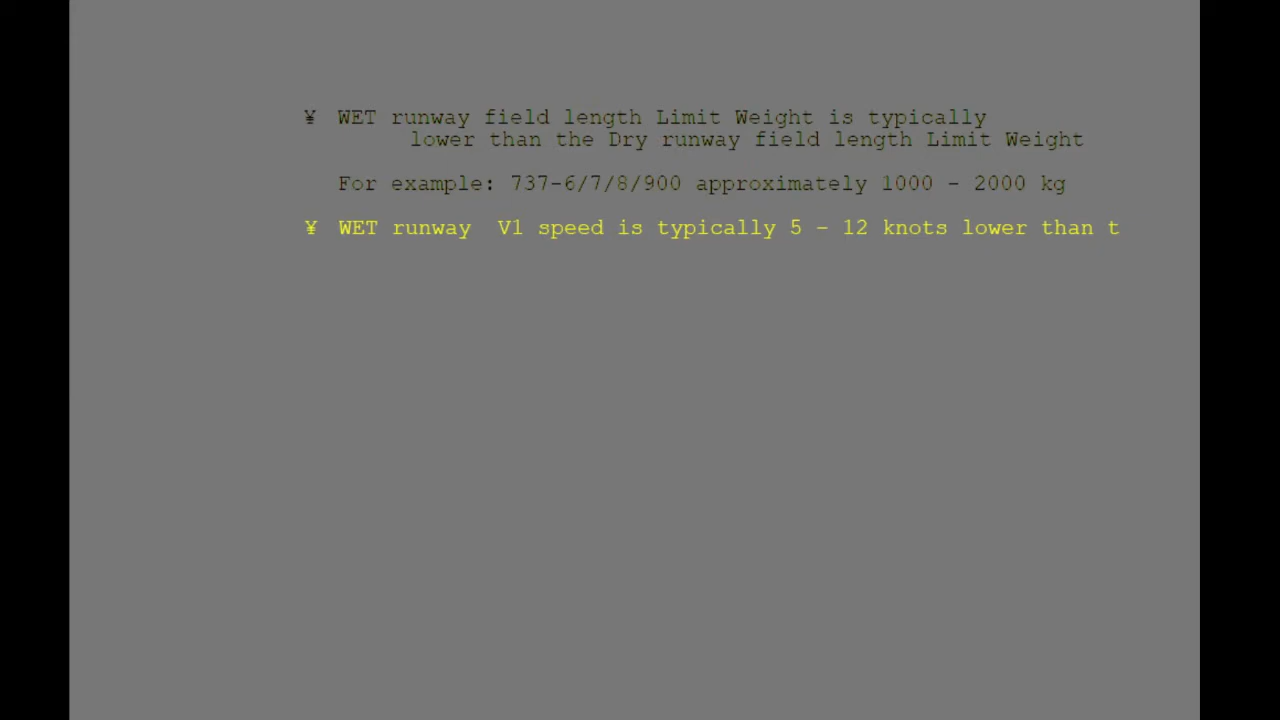 ¥ WET runway field length Limit Weight is typically
lower than the Dry runway field length Limit Weight
For example: 737-6/7/8/900 approximately 1000 - 2000 kg
¥ WET runway V1 speed is typically 5 - 12 knots lower than t